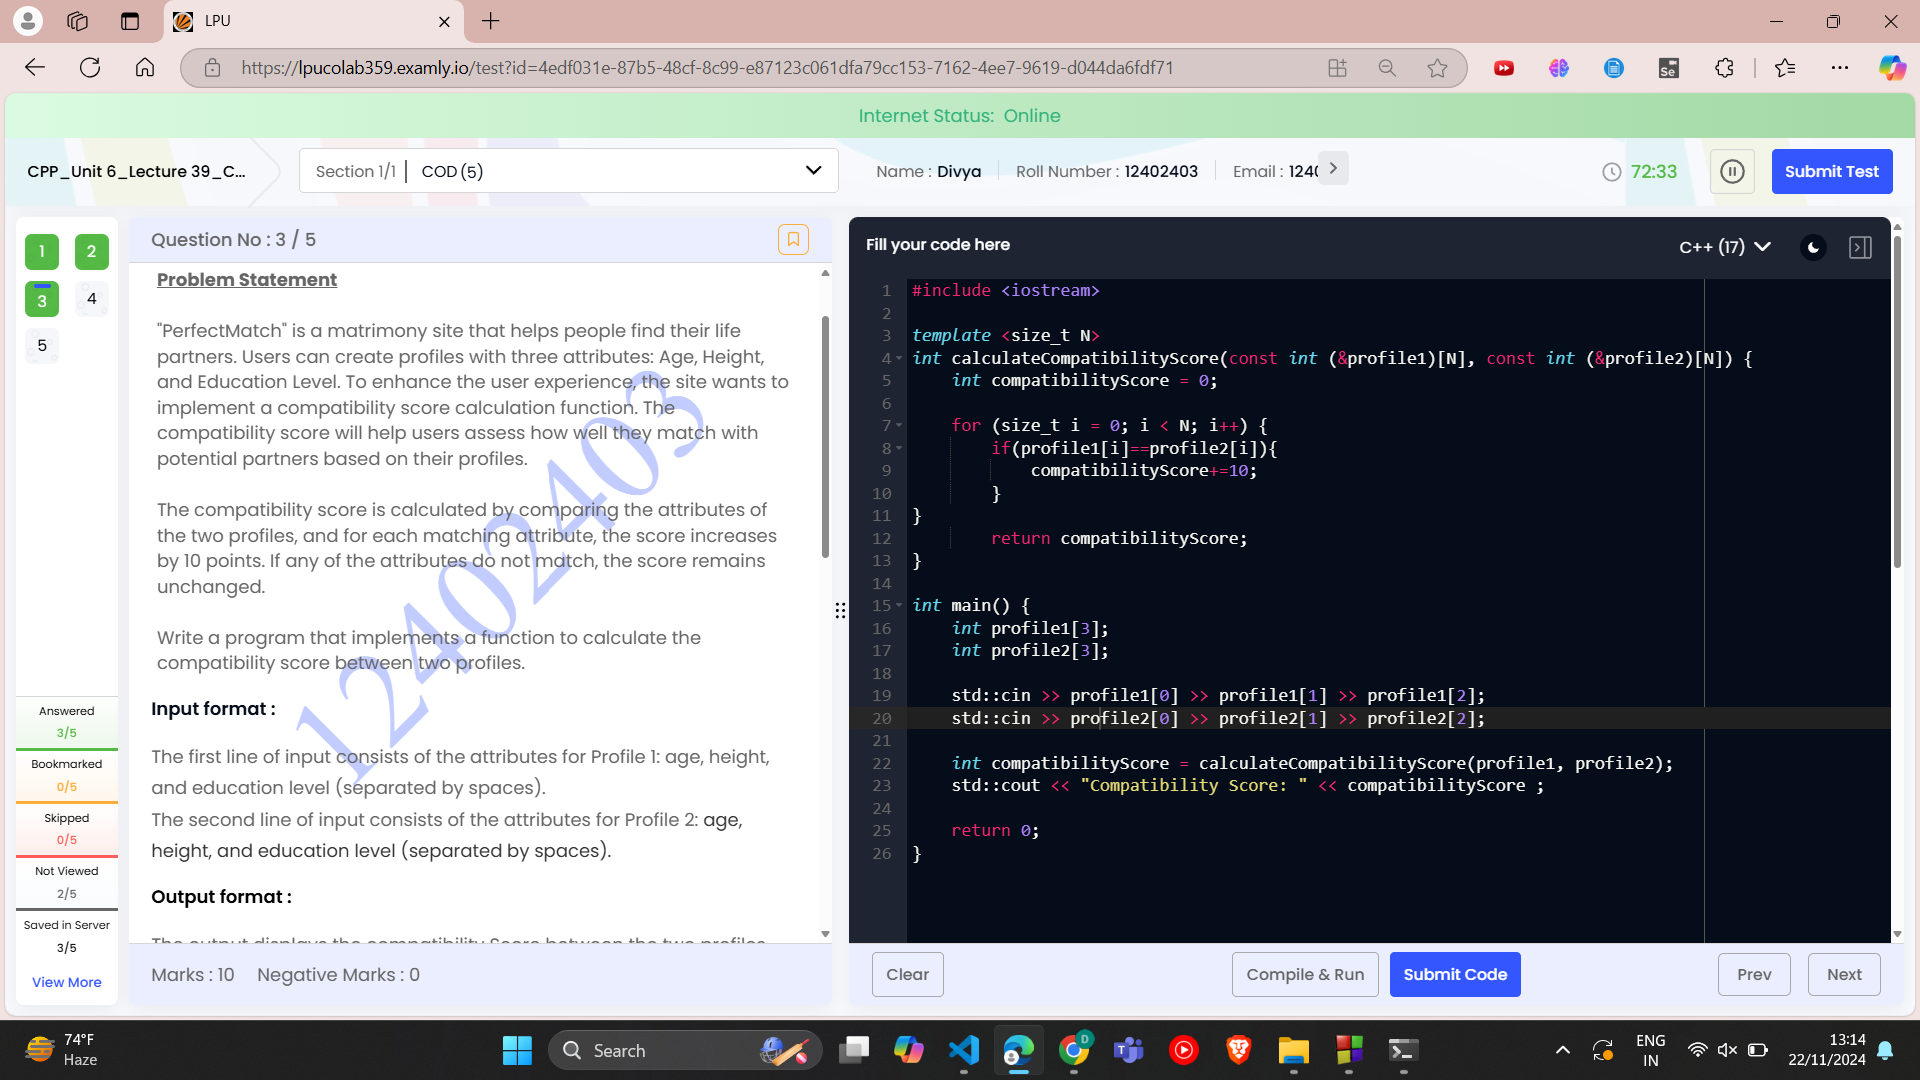 LPU
https://lpucolab359.examly.io/test?id=4edf031e-87b5-48cf-8c99-e87123c061dfa79cc153-7162-4ee7-9619-d044da6fdf71
Internet Status: Online
CPP_Unit 6_Lecture 39_C...
Section 1/1
COD (5)
Name : Divya
Roll Number : 12402403
Email : 1240
72:33
Submit Test
1
2
3
4
5
Answered
3/5
Bookmarked
0/5
Skipped
0/5
Not Viewed
2/5
Saved in Server
3/5
View More
Question No : 3 / 5
Problem Statement
"PerfectMatch" is a matrimony site that helps people find their life
partners. Users can create profiles with three attributes: Age, Height,
and Education Level. To enhance the user experience, the site wants to
implement a compatibility score calculation function. The
compatibility score will help users assess how well they match with
potential partners based on their profiles.
The compatibility score is calculated by comparing the attributes of
the two profiles, and for each matching attribute, the score increases
by 10 points. If any of the attributes do not match, the score remains
unchanged.
Write a program that implements a function to calculate the
compatibility score between two profiles.
Input format :
The first line of input consists of the attributes for Profile 1: age, height,
and education level (separated by spaces).
The second line of input consists of the attributes for Profile 2: age,
height, and education level (separated by spaces).
Output format :
12402403
Marks : 10
Negative Marks : 0
Fill your code here
C++ (17)
1 #include <iostream>
2
3 template <size_t N>
4 int calculateCompatibilityScore(const int (&profile1)[N], const int (&profile2)[N]) {
5     int compatibilityScore = 0;
6
7     for (size_t i = 0; i < N; i++) {
8         if(profile1[i]==profile2[i]){
9             compatibilityScore+=10;
10         }
11 }
12         return compatibilityScore;
13 }
14
15 int main() {
16     int profile1[3];
17     int profile2[3];
18
19     std::cin >> profile1[0] >> profile1[1] >> profile1[2];
20     std::cin >> profile2[0] >> profile2[1] >> profile2[2];
21
22     int compatibilityScore = calculateCompatibilityScore(profile1, profile2);
23     std::cout << "Compatibility Score: " << compatibilityScore ;
24
25     return 0;
26 }
Clear
Compile & Run
Submit Code
Prev
Next
74°F
Haze
Search
Se
D
ENG
IN
13:14
22/11/2024